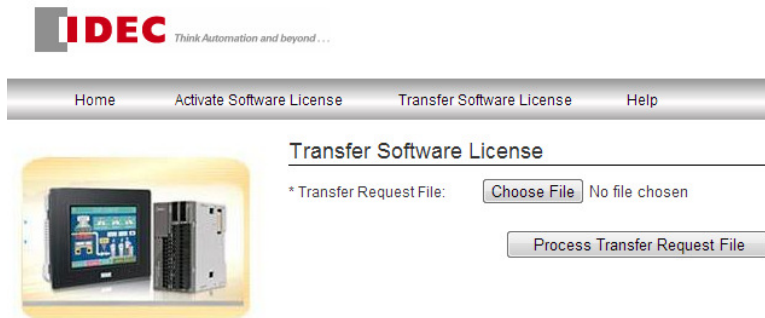 IDEC Think Automation and beyond...
Home Activate Software License Transfer Software License Help
Transfer Software License
* Transfer Request File: Choose File No file chosen
Process Transfer Request File